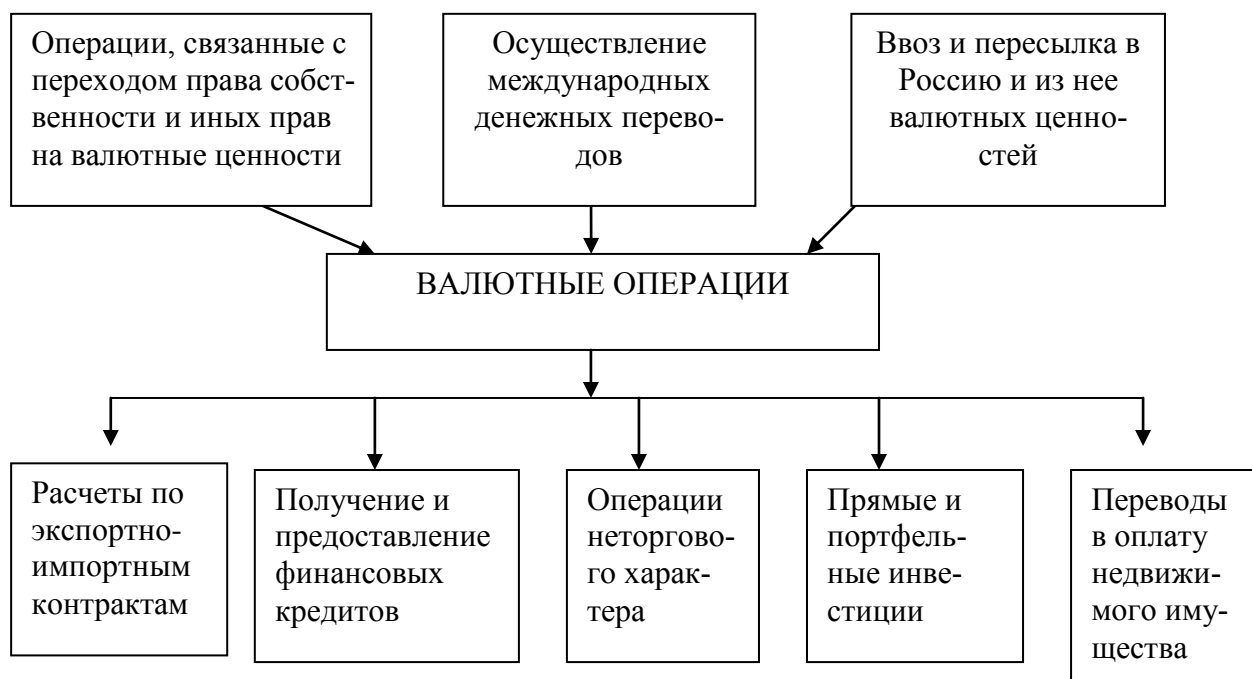 Операции, связанные с
переходом права собст-
венности и иных прав
на валютные ценности
Осуществление
международных
денежных перево-
дов
Ввоз и пересылка в
Россию и из нее
валютных ценно-
стей
ВАЛЮТНЫЕ ОПЕРАЦИИ
Расчеты по
экспортно-
импортным
контрактам
Получение и
предоставление
финансовых
кредитов
Операции
неторгово-
го харак-
тера
Прямые и
портфель-
ные инве-
стиции
Переводы
в оплату
недвижи-
мого иму-
щества